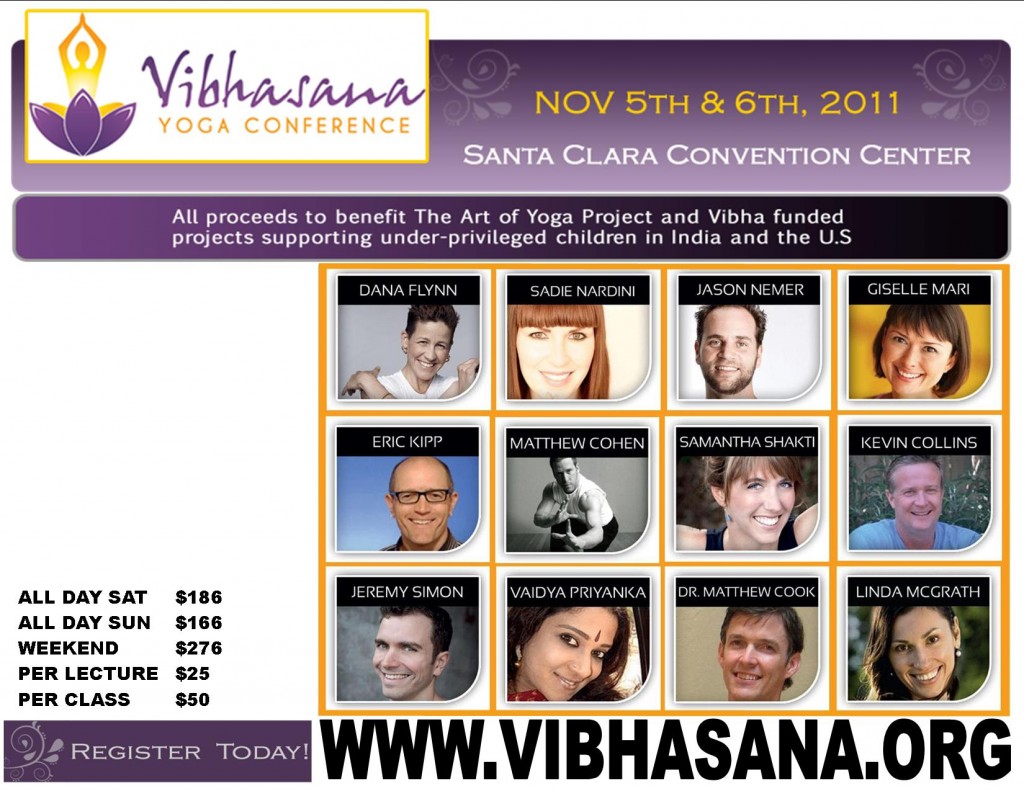 Vibhasana
YOGA CONFERENCE
NOV 5TH & 6TH, 2011
SANTA CLARA CONVENTION CENTER
All proceeds to benefit The Art of Yoga Project and Vibha funded
projects supporting under-privileged children in India and the U.S
DANA FLYNN
SADIE NARDINI
JASON NEMER
GISELLE MARI
ERIC KIPP
MATTHEW COHEN
SAMANTHA SHAKTI
KEVIN COLLINS
JEREMY SIMON
VAIDYA PRIYANKA
DR. MATTHEW COOK
LINDA MCGRATH
ALL DAY SAT $186
ALL DAY SUN $166
WEEKEND $276
PER LECTURE $25
PER CLASS $50
REGISTER TODAY!
WWW.VIBHASANA.ORG